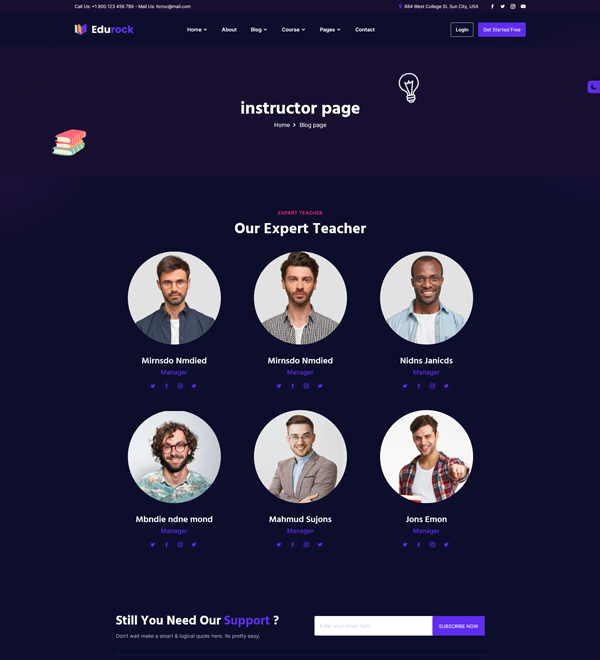 Call Us: +1 800 123 456 789 - Mail Us: Itcroc@mail.com
684 West College St. Sun City, USA
Edurock
Home
About
Blog
Course
Pages
Contact
Login
Get Started Free
instructor page
Home
Blog page
EXPART TEACHER
Our Expert Teacher
Mirnsdo Nmdied
Manager
Mirnsdo Nmdied
Manager
Nidns Janicds
Manager
Mbndie ndne mond
Manager
Mahmud Sujons
Manager
Jons Emon
Manager
Still You Need Our Support ?
Don't wait make a smart & logical quote here. Its pretty easy.
Enter your email here
SUBSCRIBE NOW